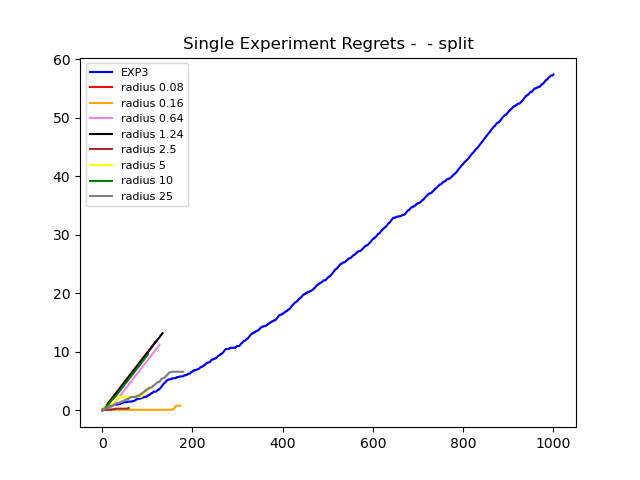 Single Experiment Regrets -  - split
60
50
40
30
20
10
0
EXP3
radius 0.08
radius 0.16
radius 0.64
radius 1.24
radius 2.5
radius 5
radius 10
radius 25
0 200 400 600 800 1000